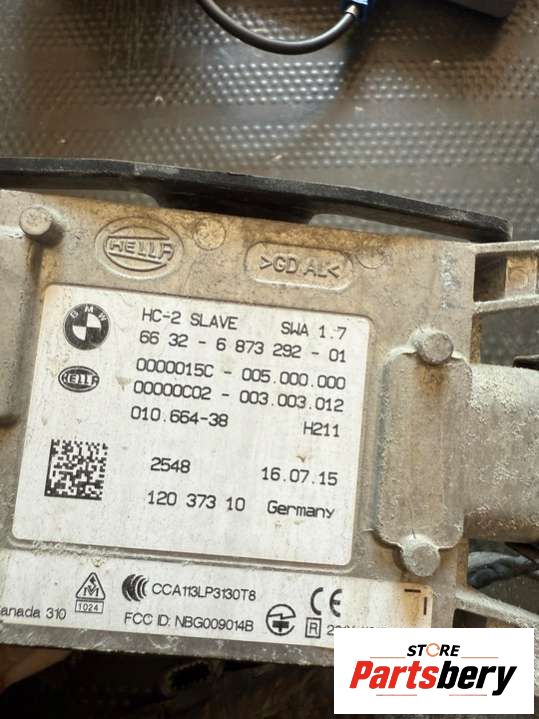 HELLA
>GD AL<
BMW
HC-2 SLAVE SWA 1.7
66 32 - 6 873 292 - 01
HELLA
0000015C - 005.000.000
00000C02 - 003.003.012
010.664-38 H211
2548 16.07.15
120 373 10 Germany
1024
CCA113LP3130T8
CE
anada 310
FCC ID: NBG009014B
R
STORE
Partsbery